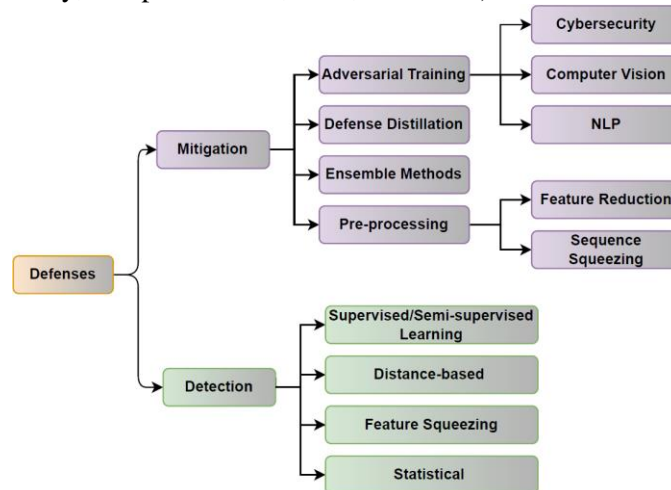 Cybersecurity
Adversarial Training
Computer Vision
Defense Distillation
NLP
Mitigation
Ensemble Methods
Pre-processing
Feature Reduction
Sequence
Squeezing
Defenses
Supervised/Semi-supervised
Learning
Detection
Distance-based
Feature Squeezing
Statistical